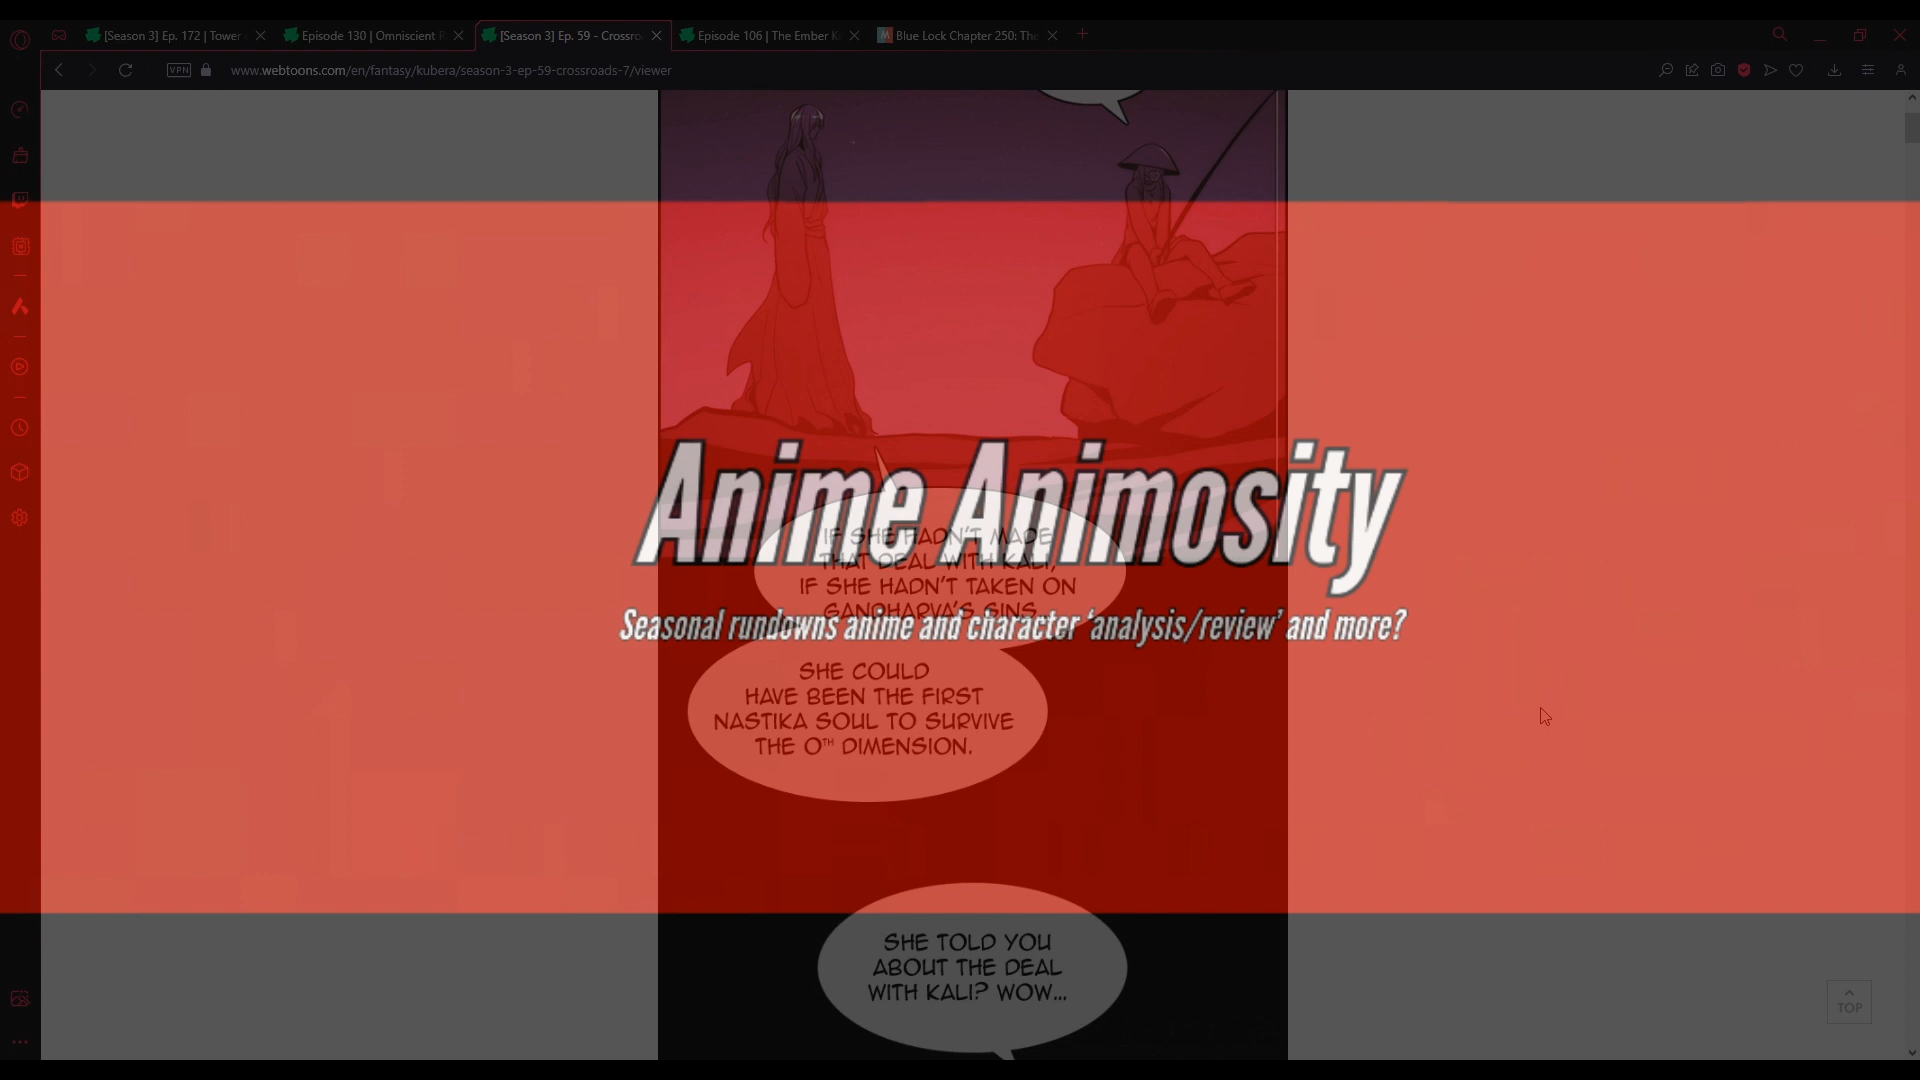 [Season 3] Ep. 172 | Tower
Episode 130 | Omniscient R
[Season 3] Ep. 59 - Crossro
Episode 106 | The Ember K
Blue Lock Chapter 250: The
VPN
www.webtoons.com/en/fantasy/kubera/season-3-ep-59-crossroads-7/viewer
Anime Animosity
IF SHE HADN'T MADE
THAT DEAL WITH KALI,
IF SHE HADN'T TAKEN ON
GANDHARVA'S SINS
Seasonal rundowns anime and character 'analysis/review' and more?
SHE COULD
HAVE BEEN THE FIRST
NASTIKA SOUL TO SURVIVE
THE 0TH DIMENSION.
SHE TOLD YOU
ABOUT THE DEAL
WITH KALI? WOW...
TOP